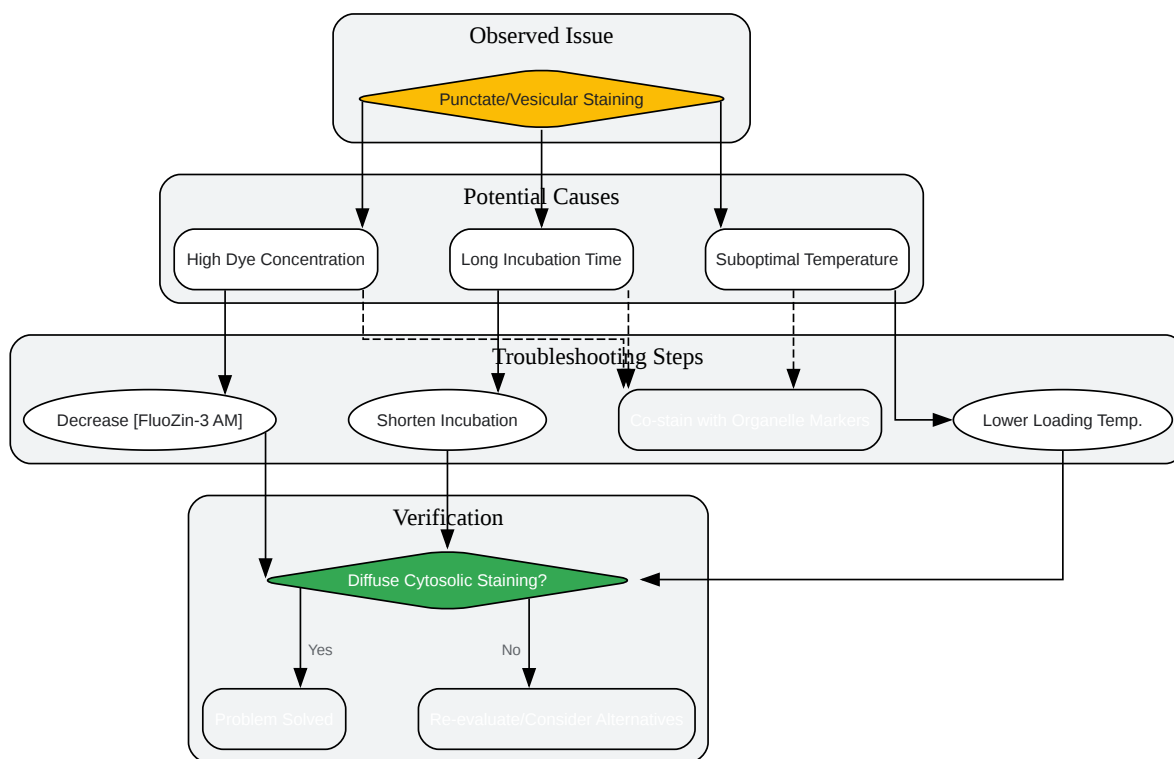 Observed Issue
Punctate/Vesicular Staining
Potential Causes
High Dye Concentration
Long Incubation Time
Suboptimal Temperature
Troubleshooting Steps
Decrease [FluoZin-3 AM]
Shorten Incubation
Co-stain with Organelle Markers
Lower Loading Temp.
Verification
Diffuse Cytosolic Staining?
Yes
No
Problem Solved
Re-evaluate/Consider Alternatives